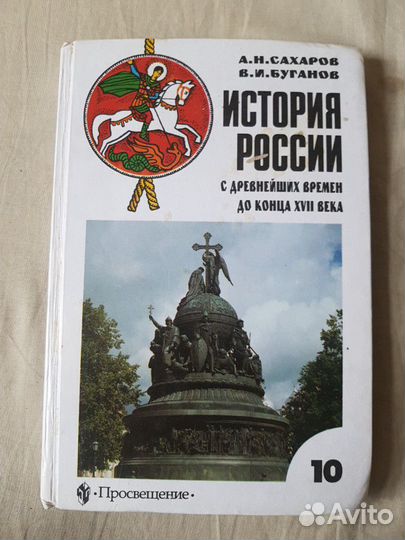 А.Н.САХАРОВ
В.И.БУГАНОВ
ИСТОРИЯ
РОССИИ
С ДРЕВНЕЙШИХ ВРЕМЕН
ДО КОНЦА XVII ВЕКА
10
• Просвещение •
Avito